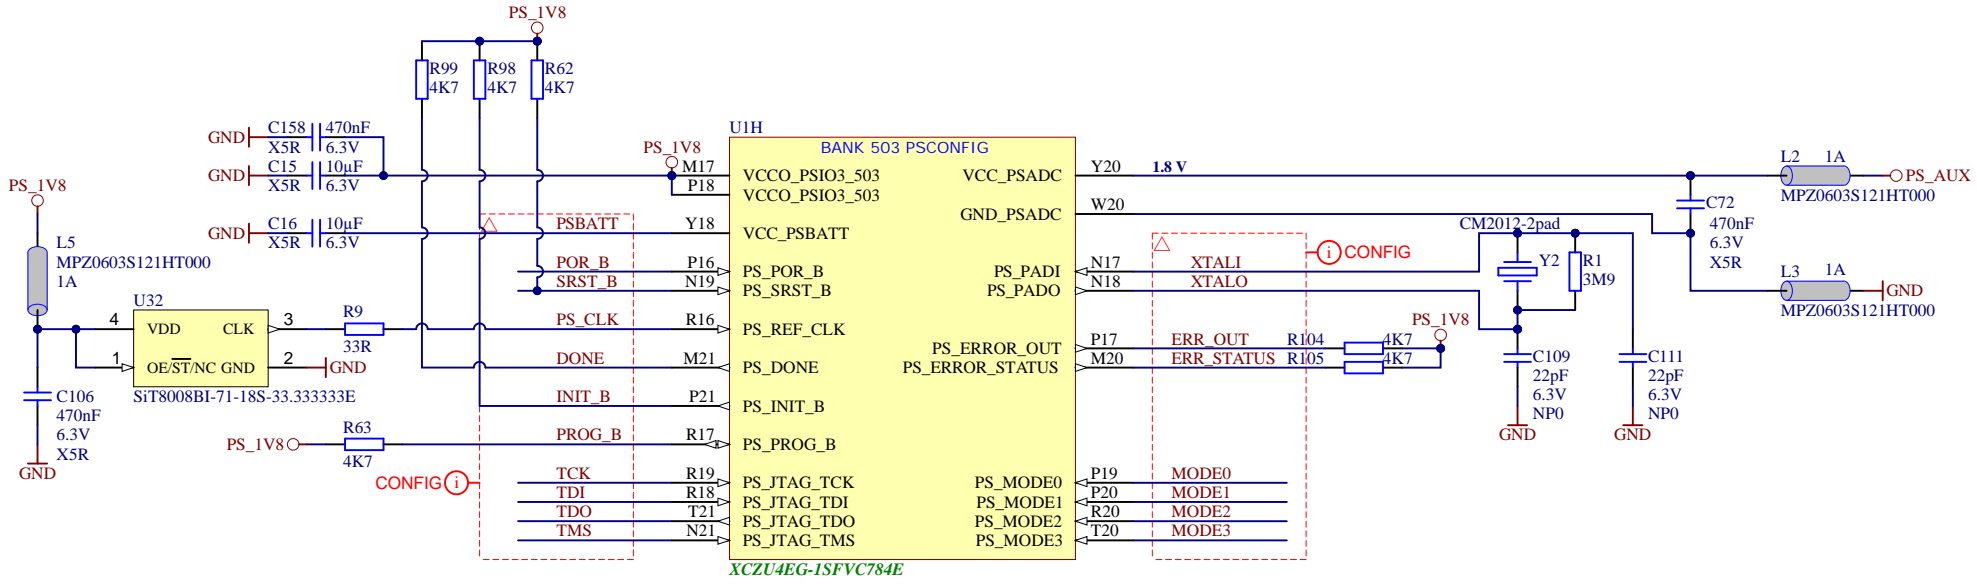 PS_1V8
R99
4K7
R98
4K7
R62
4K7
GND
C158
X5R
470nF
6.3V
GND
C15
X5R
10µF
6.3V
GND
C16
X5R
10µF
6.3V
PS_1V8
L5
MPZ0603S121HT000
1A
U32
4
VDD
CLK
3
1
OE/ST/NC
GND
2
GND
SiT8008BI-71-18S-33.333333E
C106
470nF
6.3V
X5R
GND
R9
33R
PS_1V8
R63
4K7
CONFIG
i
PSBATT
POR_B
SRST_B
PS_CLK
DONE
INIT_B
PROG_B
TCK
TDI
TDO
TMS
PS_1V8
M17
P18
Y18
P16
N19
R16
M21
P21
R17
R19
R18
T21
N21
U1H
BANK 503 PSCONFIG
VCCO_PSIO3_503
VCCO_PSIO3_503
VCC_PSBATT
PS_POR_B
PS_SRST_B
PS_REF_CLK
PS_DONE
PS_INIT_B
PS_PROG_B
PS_JTAG_TCK
PS_JTAG_TDI
PS_JTAG_TDO
PS_JTAG_TMS
VCC_PSADC
GND_PSADC
PS_PADI
PS_PADO
PS_ERROR_OUT
PS_ERROR_STATUS
PS_MODE0
PS_MODE1
PS_MODE2
PS_MODE3
XCZU4EG-1SFVC784E
Y20
W20
N17
N18
P17
M20
P19
P20
R20
T20
1.8 V
XTALI
XTALO
ERR_OUT
ERR_STATUS
MODE0
MODE1
MODE2
MODE3
i
CONFIG
R104
4K7
R105
4K7
PS_1V8
CM2012-2pad
Y2
R1
3M9
C109
22pF
6.3V
NP0
GND
C111
22pF
6.3V
NP0
GND
C72
470nF
6.3V
X5R
L2
1A
MPZ0603S121HT000
PS_AUX
L3
1A
MPZ0603S121HT000
GND